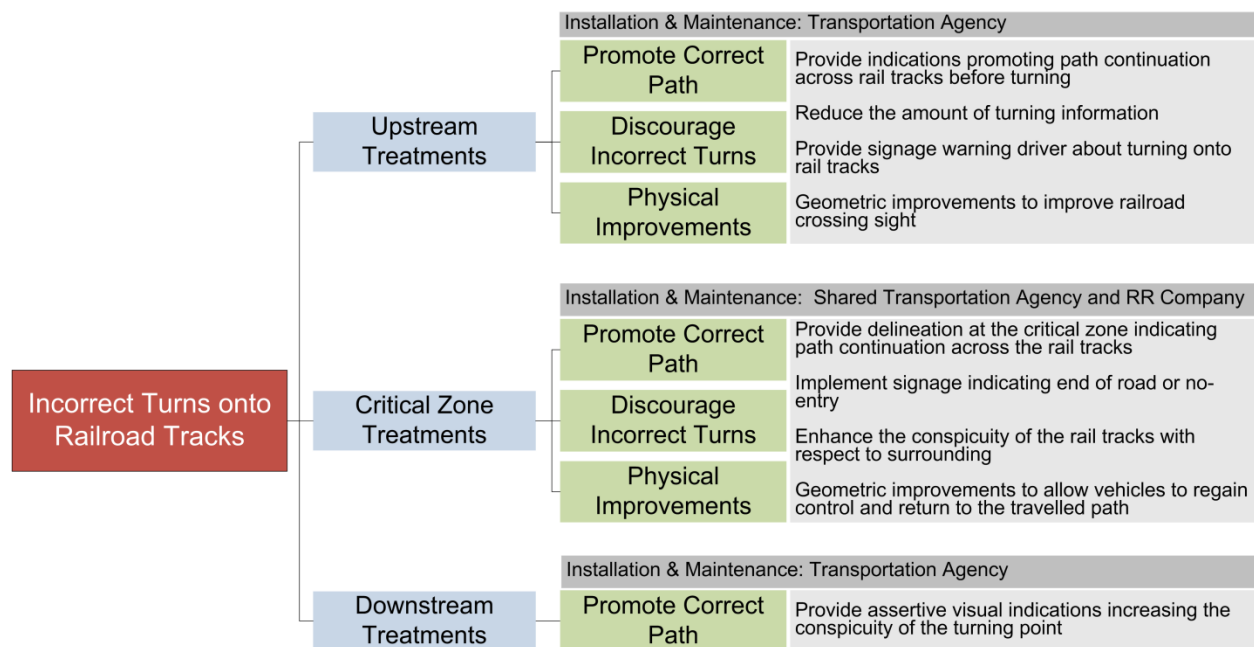 Incorrect Turns onto
Railroad Tracks
Upstream
Treatments
Installation & Maintenance: Transportation Agency
Promote Correct
Path
Discourage
Incorrect Turns
Physical
Improvements
Provide indications promoting path continuation
across rail tracks before turning
Reduce the amount of turning information
Provide signage warning driver about turning onto
rail tracks
Geometric improvements to improve railroad
crossing sight
Critical Zone
Treatments
Installation & Maintenance:  Shared Transportation Agency and RR Company
Promote Correct
Path
Discourage
Incorrect Turns
Physical
Improvements
Provide delineation at the critical zone indicating
path continuation across the rail tracks
Implement signage indicating end of road or no-
entry
Enhance the conspicuity of the rail tracks with
respect to surrounding
Geometric improvements to allow vehicles to regain
control and return to the travelled path
Downstream
Treatments
Installation & Maintenance: Transportation Agency
Promote Correct
Path
Provide assertive visual indications increasing the
conspicuity of the turning point